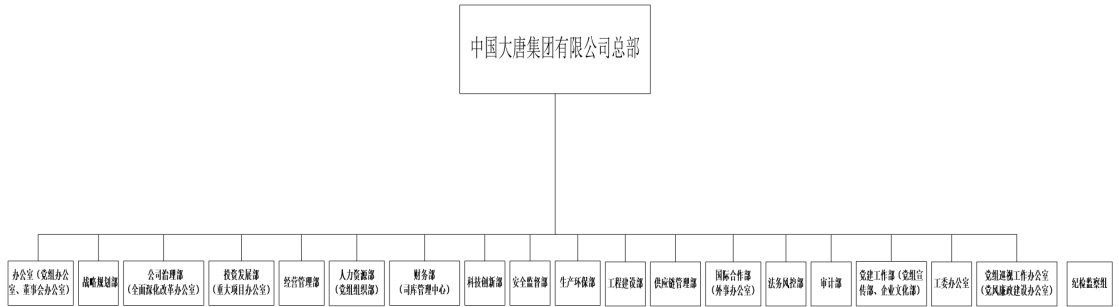 中国大唐集团有限公司总部
办公室（党组办公
室、董事会办公室）
战略规划部
公司治理部
（全面深化改革办公室）
投资发展部
（重大项目办公室）
经营管理部
人力资源部
（党组组织部）
财务部
（司库管理中心）
科技创新部
安全监督部
生产环保部
工程建设部
供应链管理部
国际合作部
（外事办公室）
法务风控部
审计部
党建工作部（党组宣
传部、企业文化部）
工委办公室
党组巡视工作办公室
（党风廉政建设办公室）
纪检监察组